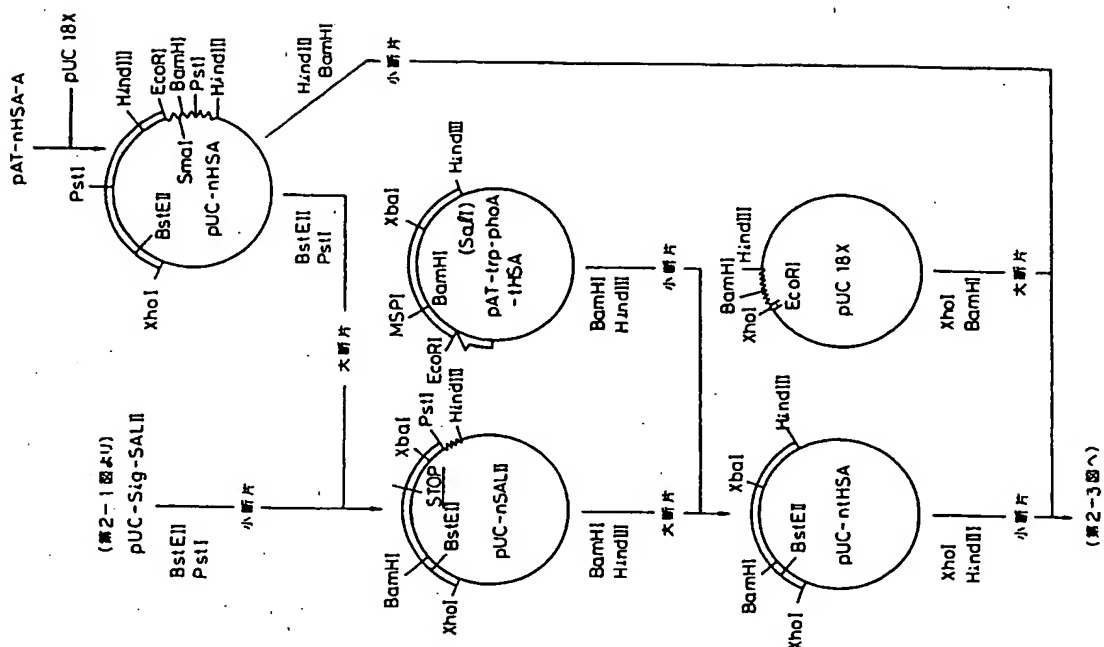 pAT-nHSA-A
pUC 18X
PstI
HindIII
EcoRI
BamHI
PstI
HindIII
SmaI
BstEII
XhoI
pUC-nHSA
HindIII
BamHI
小断片
BstEII
PstI
大断片
(第2-1図より)
pUC-Sig-SALII
BstEII
PstI
小断片
BamHI
BstEII
XhoI
STOP
XbaI
PstI
HindIII
pUC-nSALII
BamHI
HindIII
大断片
EcoRI
MSPI
BamHI
XbaI
(SalI)
HindIII
pAT-trp-phoA
-tHSA
BamHI
HindIII
小断片
BamHI
BstEII
XhoI
XbaI
HindIII
pUC-ntHSA
XhoI
HindIII
小断片
XhoI
BamHI
HindIII
EcoRI
pUC 18X
XhoI
BamHI
大断片
(第2-3図へ)